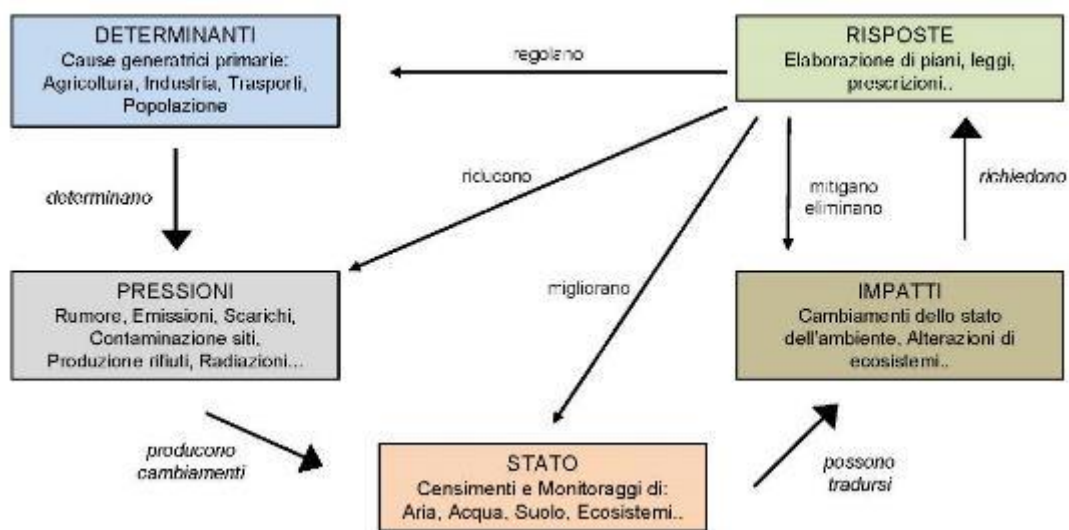 DETERMINANTI
Cause generatrici primarie:
Agricoltura, Industria, Trasporli,
Popolazione
regolano
RISPOSTE
Elaborazione di piani, leggi,
prescrizioni..
determinano
riducono
mitigano
eliminano
richiedono
PRESSIONI
Rumore, Emissioni, Scarichi,
Contaminazione siti,
Produzione rifiuti, Radiazioni...
migliorano
IMPATTI
Cambiamenti dello stato
dell'ambiente, Alterazioni di
ecosistemi..
producono
cambiamenti
STATO
Censimenti e Monitoraggi di:
Aria, Acqua, Suolo, Ecosistemi..
possono
tradursi